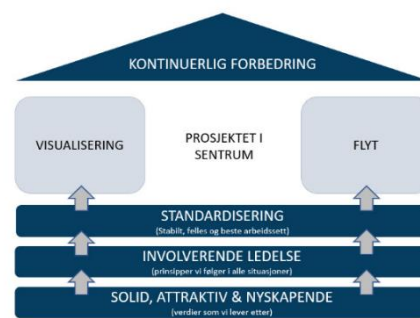 KONTINUERLIG FORBEDRING
VISUALISERING
PROSJEKTET I
SENTRUM
FLYT
STANDARDISERING
(Stabilt, felles og beste arbeidssett)
INVOLVERENDE LEDELSE
(prinsipper vi følger i alle situasjoner)
SOLID, ATTRAKTIV & NYSKAPENDE
(verdier som vi lever etter)